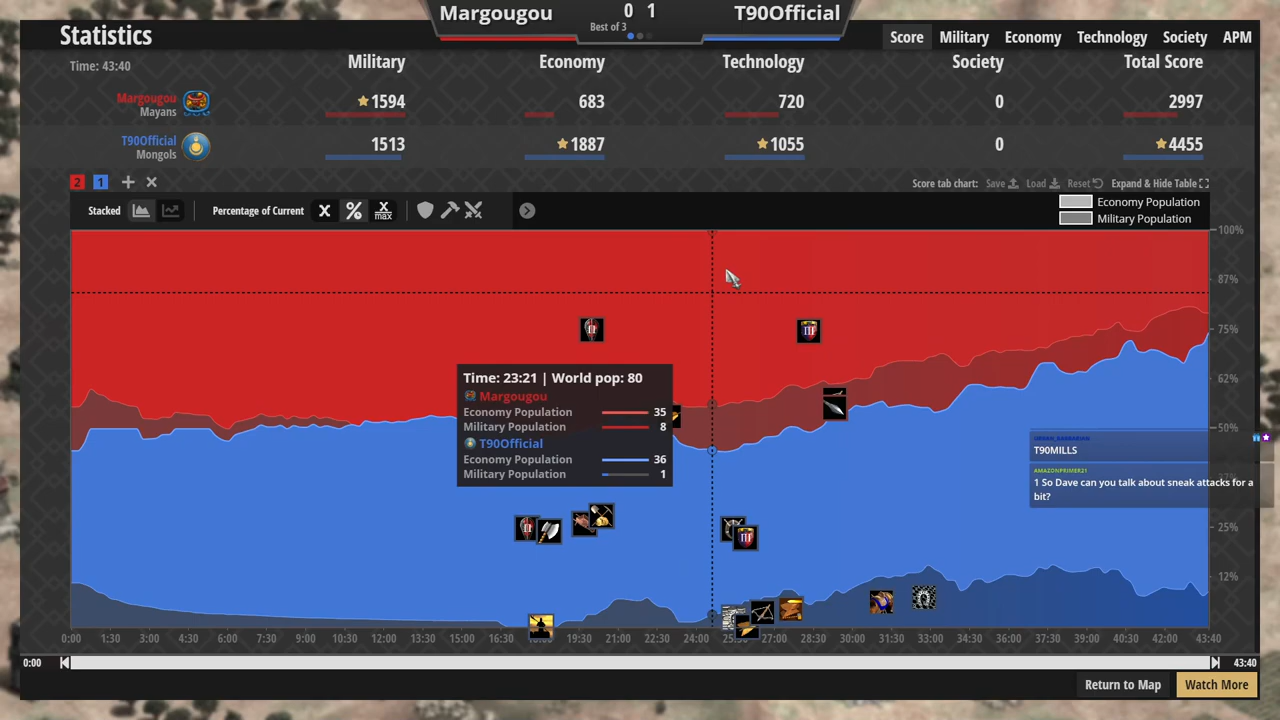 Margougou 0 1 T90Official
Best of 3
Statistics
Score Military Economy Technology Society APM
Time: 43:40 Military Economy Technology Society Total Score
Margougou
Mayans
1594 683 720 0 2997
T90Official
Mongols
1513 1887 1055 0 4455
2 1
Score tab chart: Save Load Reset Expand & Hide Table
Stacked Percentage of Current X % X max
Economy Population
Military Population
100%
87%
75%
62%
50%
25%
12%
Time: 23:21 | World pop: 80
Margougou
Economy Population 35
Military Population 8
T90Official
Economy Population 36
Military Population 1
T90MILLS
AMAZONPRIMER21
1 So Dave can you talk about sneak attacks for a
bit?
0:00 1:30 3:00 4:30 6:00 7:30 9:00 10:30 12:00 13:30 15:00 16:30 19:30 21:00 22:30 24:00 27:00 28:30 30:00 31:30 33:00 34:30 36:00 37:30 39:00 40:30 42:00 43:40
0:00 43:40
Return to Map Watch More